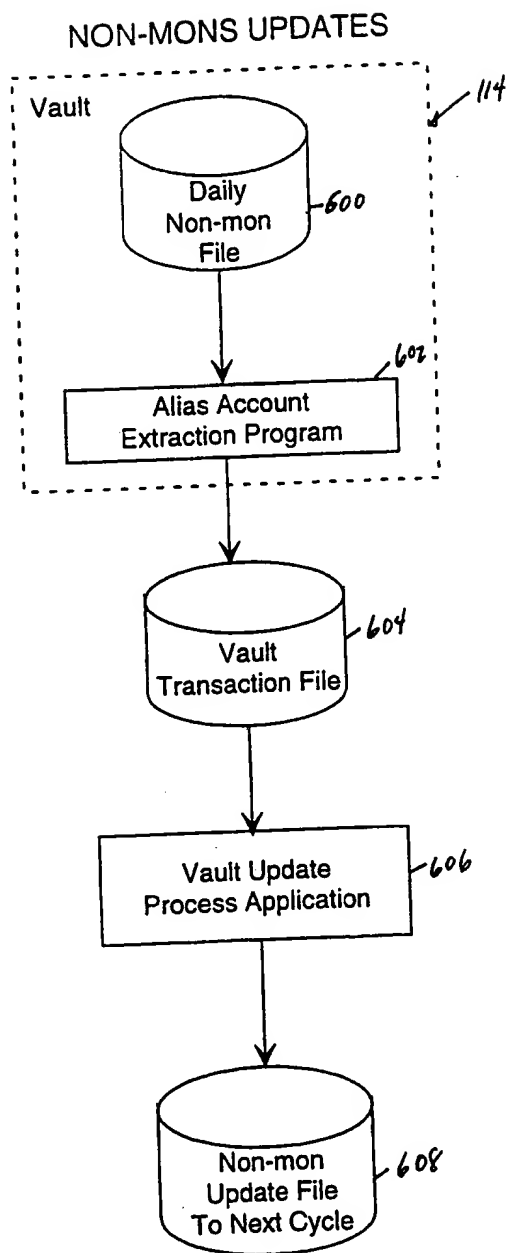 NON-MONS UPDATES
114
Vault
Daily
Non-mon
File
600
602
Alias Account
Extraction Program
604
Vault
Transaction File
Vault Update
Process Application
606
Non-mon
Update File
To Next Cycle
608